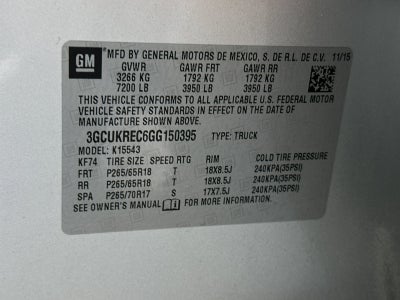 GM
MFD BY GENERAL MOTORS DE MEXICO, S. DE R.L. DE C.V. 11/15
GVWR GAWR FRT GAWR RR
3266 KG 1792 KG 1792 KG
7200 LB 3950 LB 3950 LB
THIS VEHICLE CONFORMS TO ALL APPLICABLE U.S. FEDERAL MOTOR
VEHICLE SAFETY STANDARDS IN EFFECT ON THE DATE OF
MANUFACTURE SHOWN ABOVE.
3GCUKREC6GG150395 TYPE: TRUCK
MODEL: K15543
KF74 TIRE SIZE SPEED RTG RIM COLD TIRE PRESSURE
FRT P265/65R18 T 18X8.5J 240KPA(35PSI)
RR P265/65R18 T 18X8.5J 240KPA(35PSI)
SPA P265/70R17 S 17X7.5J 240KPA(35PSI)
SEE OWNER'S MANUAL FOR MORE INFORMATION.